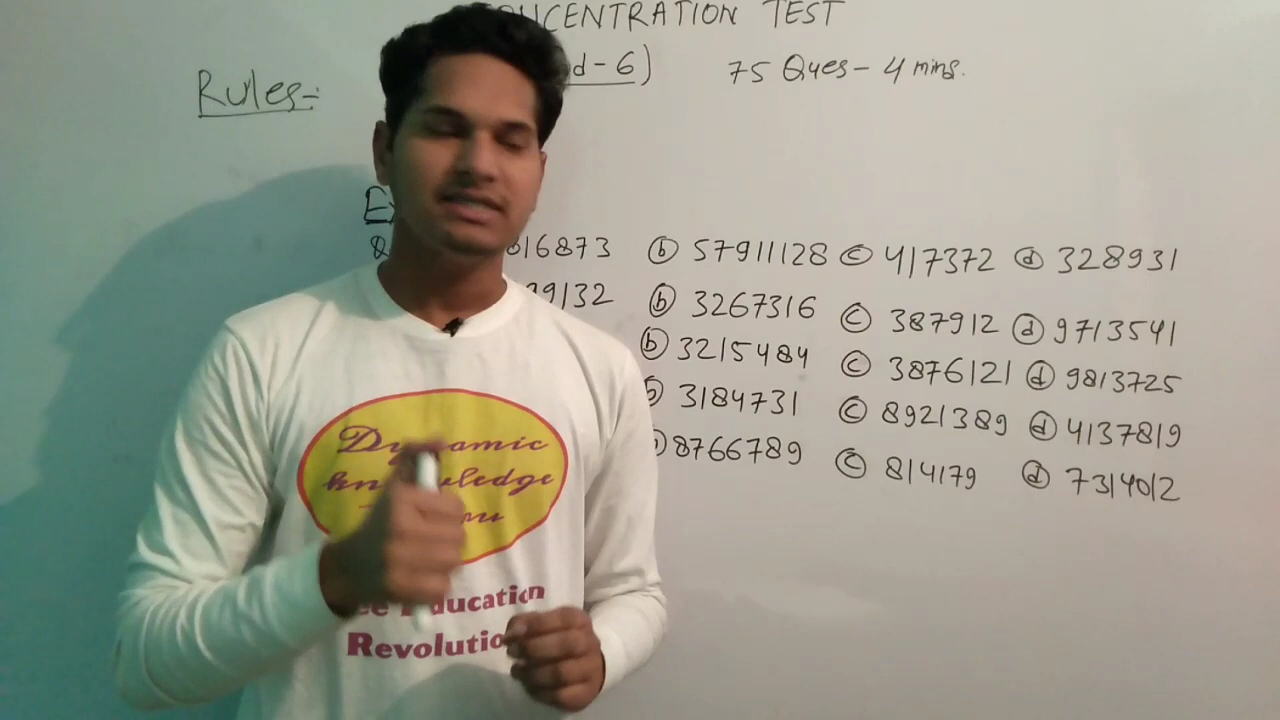 CONCENTRATION TEST
d-6) 75 Ques- 4 mins.
Rules:-
816873 (b) 57911128 (c) 417372 (d) 328931
99132 (b) 3267316 (c) 387912 (d) 9713541
(b) 3215484 (c) 3876121 (d) 9813725
(b) 3184731 (c) 8921389 (d) 4137819
8766789 (c) 814179 (d) 7314012
Dynamic
knowledge
Education
Revolution